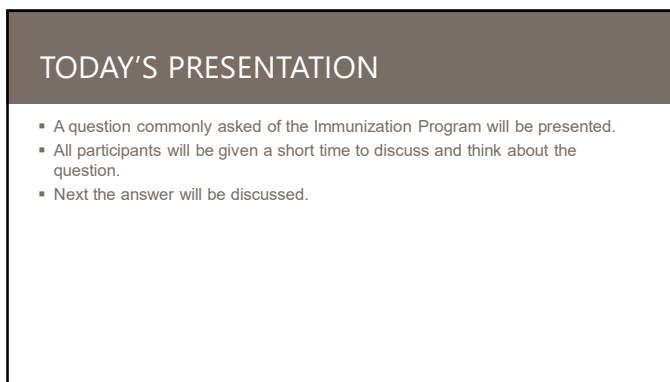 TODAY'S PRESENTATION
▪ A question commonly asked of the Immunization Program will be presented.
▪ All participants will be given a short time to discuss and think about the
question.
▪ Next the answer will be discussed.